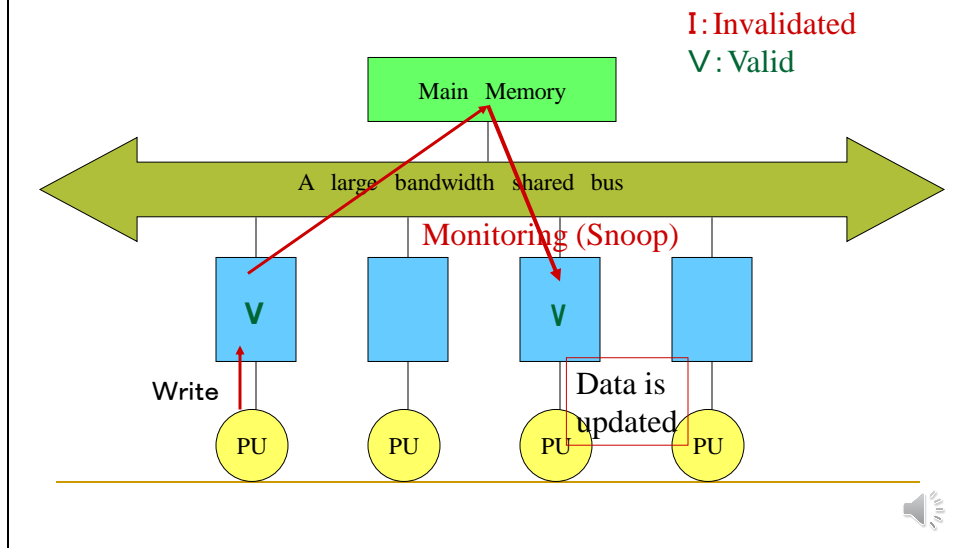 I:Invalidated
V:Valid
Main Memory
A large bandwidth shared bus
Monitoring (Snoop)
V
V
Write
Data is
updated
PU
PU
PU
PU